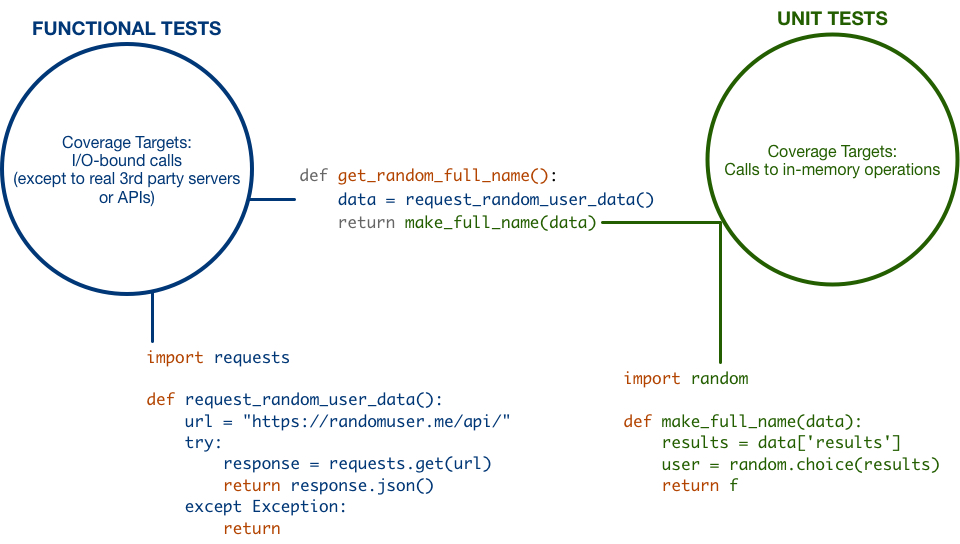 FUNCTIONAL TESTS
Coverage Targets:
I/O-bound calls
(except to real 3rd party servers
or APIs)
UNIT TESTS
Coverage Targets:
Calls to in-memory operations
def get_random_full_name():
    data = request_random_user_data()
    return make_full_name(data)
import requests
def request_random_user_data():
    url = "https://randomuser.me/api/"
    try:
        response = requests.get(url)
        return response.json()
    except Exception:
        return
import random
def make_full_name(data):
    results = data['results']
    user = random.choice(results)
    return f